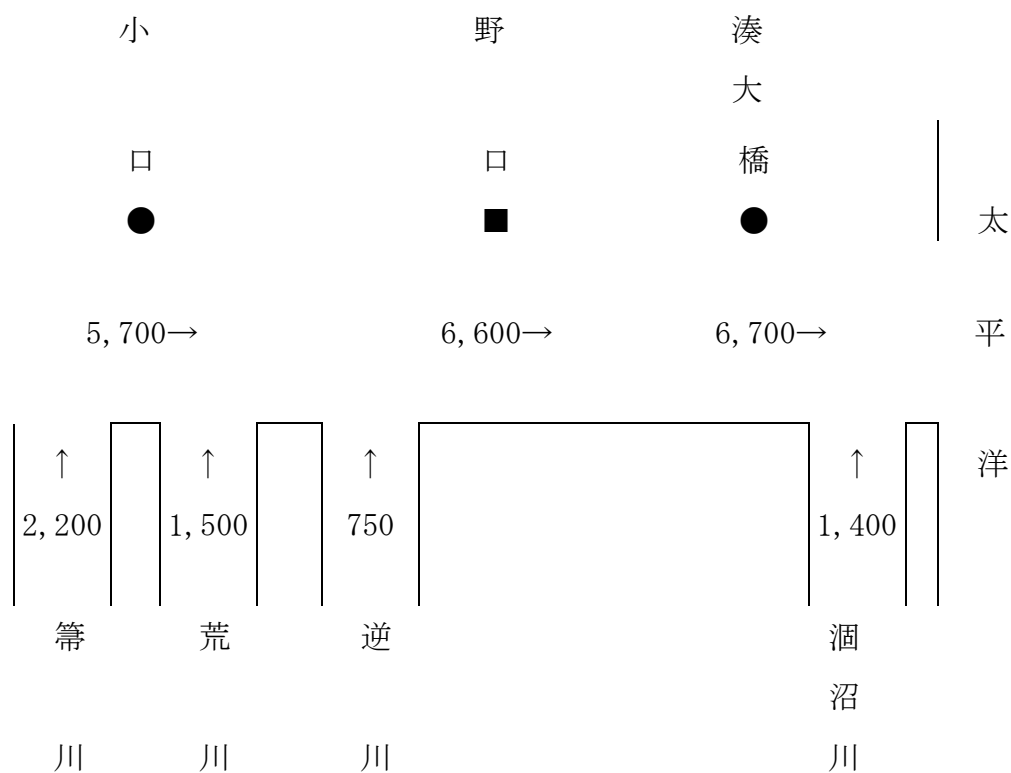 小口
野口
湊大橋
●
■
●
5,700→
6,600→
6,700→
太平洋
↑
↑
↑
↑
2,200
1,500
750
1,400
箒川
荒川
逆川
涸沼川